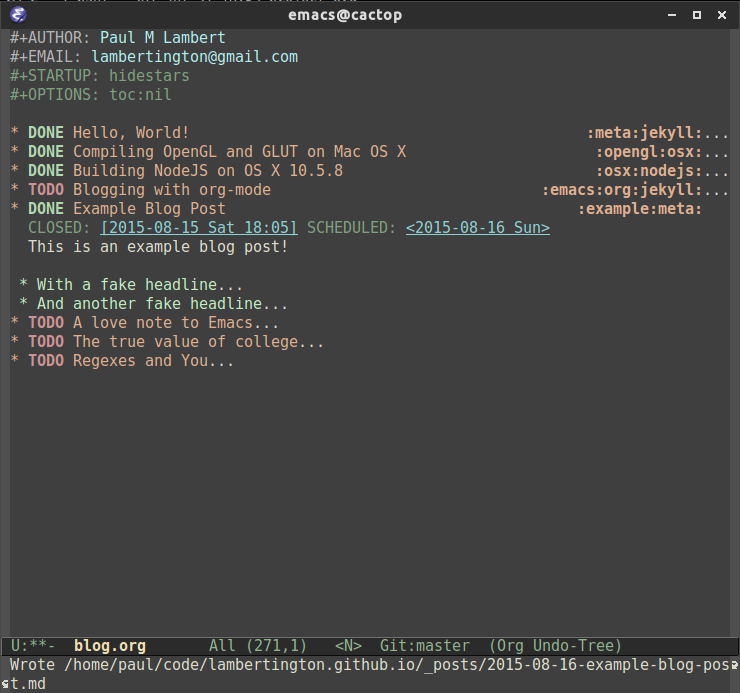 emacs@cactop
#+AUTHOR: Paul M Lambert
#+EMAIL: lambertington@gmail.com
#+STARTUP: hidestars
#+OPTIONS: toc:nil
* DONE Hello, World! :meta:jekyll:...
* DONE Compiling OpenGL and GLUT on Mac OS X :opengl:osx:...
* DONE Building NodeJS on OS X 10.5.8 :osx:nodejs:...
* TODO Blogging with org-mode :emacs:org:jekyll:...
* DONE Example Blog Post :example:meta:
CLOSED: [2015-08-15 Sat 18:05] SCHEDULED: <2015-08-16 Sun>
This is an example blog post!
* With a fake headline...
* And another fake headline...
* TODO A love note to Emacs...
* TODO The true value of college...
* TODO Regexes and You...
U:**- blog.org All (271,1) <N> Git:master (Org Undo-Tree)
Wrote /home/paul/code/lambertington.github.io/_posts/2015-08-16-example-blog-pos
t.md